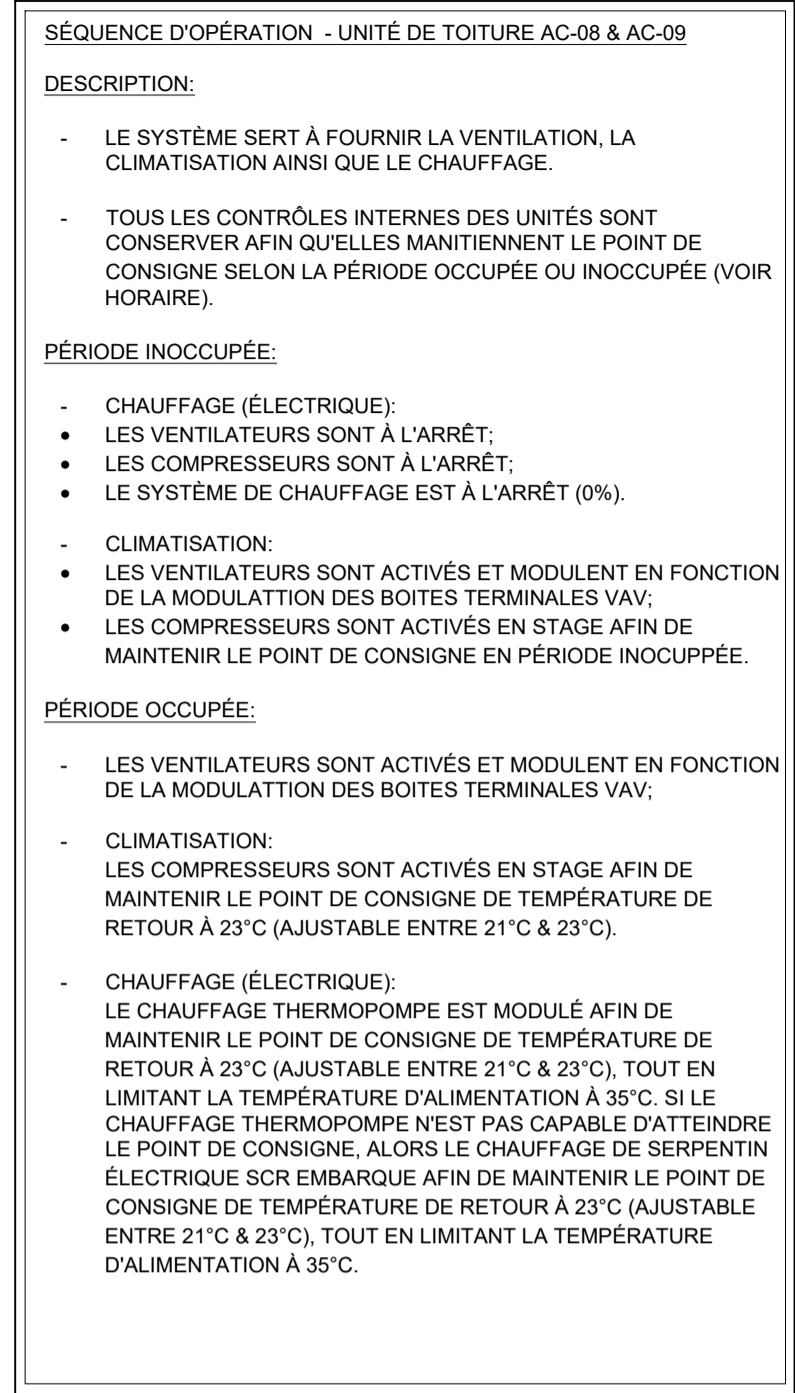 SÉQUENCE D'OPÉRATION - UNITÉ DE TOITURE AC-08 & AC-09
DESCRIPTION:
- LE SYSTÈME SERT À FOURNIR LA VENTILATION, LA
CLIMATISATION AINSI QUE LE CHAUFFAGE.
- TOUS LES CONTRÔLES INTERNES DES UNITÉS SONT
CONSERVER AFIN QU'ELLES MANITIENNENT LE POINT DE
CONSIGNE SELON LA PÉRIODE OCCUPÉE OU INOCCUPÉE (VOIR
HORAIRE).
PÉRIODE INOCCUPÉE:
- CHAUFFAGE (ÉLECTRIQUE):
• LES VENTILATEURS SONT À L'ARRÊT;
• LES COMPRESSEURS SONT À L'ARRÊT;
• LE SYSTÈME DE CHAUFFAGE EST À L'ARRÊT (0%).
- CLIMATISATION:
• LES VENTILATEURS SONT ACTIVÉS ET MODULENT EN FONCTION
DE LA MODULATTION DES BOITES TERMINALES VAV;
• LES COMPRESSEURS SONT ACTIVÉS EN STAGE AFIN DE
MAINTENIR LE POINT DE CONSIGNE EN PÉRIODE INOCUPPÉE.
PÉRIODE OCCUPÉE:
- LES VENTILATEURS SONT ACTIVÉS ET MODULENT EN FONCTION
DE LA MODULATTION DES BOITES TERMINALES VAV;
- CLIMATISATION:
LES COMPRESSEURS SONT ACTIVÉS EN STAGE AFIN DE
MAINTENIR LE POINT DE CONSIGNE DE TEMPÉRATURE DE
RETOUR À 23°C (AJUSTABLE ENTRE 21°C & 23°C).
- CHAUFFAGE (ÉLECTRIQUE):
LE CHAUFFAGE THERMOPOMPE EST MODULÉ AFIN DE
MAINTENIR LE POINT DE CONSIGNE DE TEMPÉRATURE DE
RETOUR À 23°C (AJUSTABLE ENTRE 21°C & 23°C), TOUT EN
LIMITANT LA TEMPÉRATURE D'ALIMENTATION À 35°C. SI LE
CHAUFFAGE THERMOPOMPE N'EST PAS CAPABLE D'ATTEINDRE
LE POINT DE CONSIGNE, ALORS LE CHAUFFAGE DE SERPENTIN
ÉLECTRIQUE SCR EMBARQUE AFIN DE MAINTENIR LE POINT DE
CONSIGNE DE TEMPÉRATURE DE RETOUR À 23°C (AJUSTABLE
ENTRE 21°C & 23°C), TOUT EN LIMITANT LA TEMPÉRATURE
D'ALIMENTATION À 35°C.